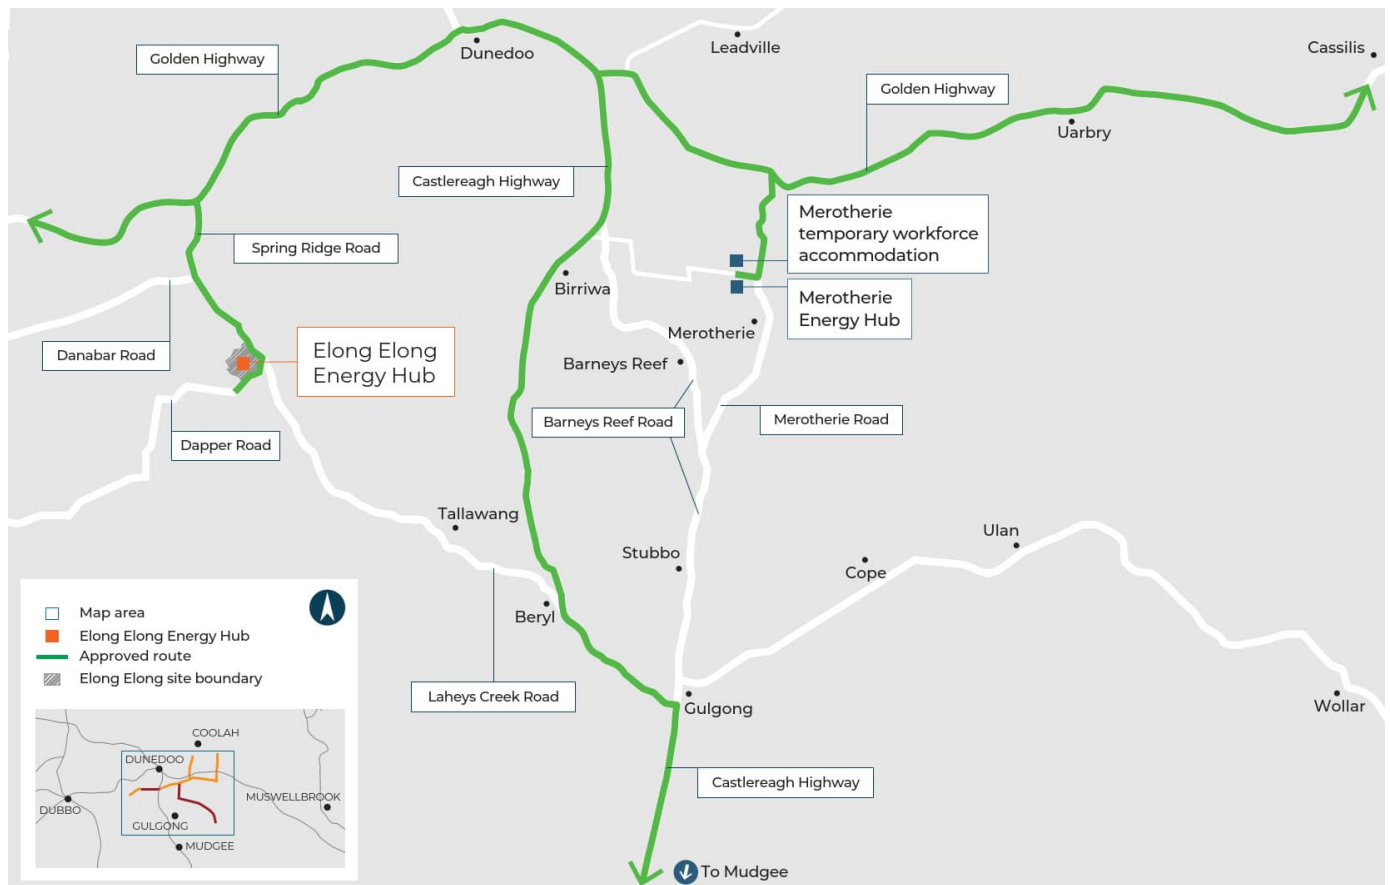 Golden Highway
Dunedoo
Leadville
Cassilis
Golden Highway
Uarbry
Castlereagh Highway
Merotherie
temporary workforce
accommodation
Spring Ridge Road
Birriwa
Merotherie
Energy Hub
Merotherie
Danabar Road
Elong Elong
Energy Hub
Barneys Reef
Barneys Reef Road
Merotherie Road
Dapper Road
Tallawang
Ulan
Stubbo
Cope
Beryl
Map area
Elong Elong Energy Hub
Approved route
Elong Elong site boundary
Laheys Creek Road
Gulgong
Wollar
Castlereagh Highway
To Mudgee
COOLAH
DUNEDOO
DUBBO
MUSWELLBROOK
GULGONG
MUDGEE